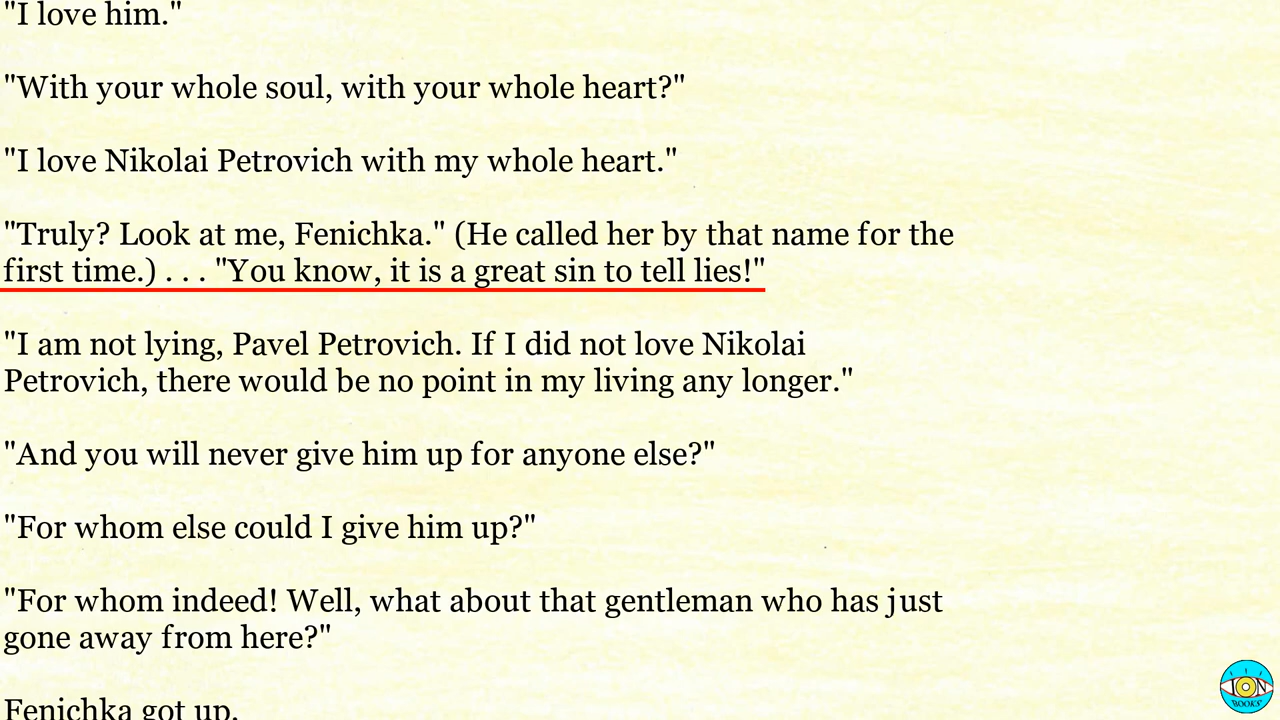 "I love him."
"With your whole soul, with your whole heart?"
"I love Nikolai Petrovich with my whole heart."
"Truly? Look at me, Fenichka." (He called her by that name for the
first time.) . . . "You know, it is a great sin to tell lies!"
"I am not lying, Pavel Petrovich. If I did not love Nikolai
Petrovich, there would be no point in my living any longer."
"And you will never give him up for anyone else?"
"For whom else could I give him up?"
"For whom indeed! Well, what about that gentleman who has just
gone away from here?"
Fenichka got up.
ION
BOOKS